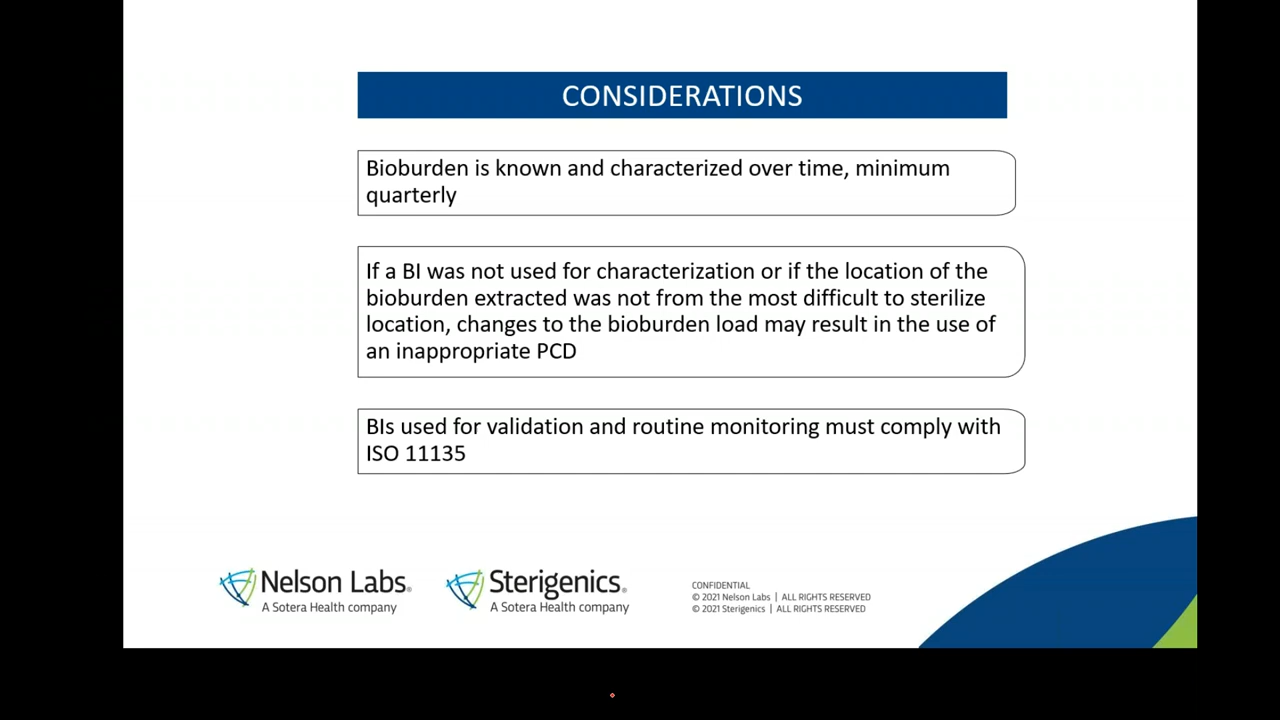 CONSIDERATIONS
Bioburden is known and characterized over time, minimum
quarterly
If a BI was not used for characterization or if the location of the
bioburden extracted was not from the most difficult to sterilize
location, changes to the bioburden load may result in the use of
an inappropriate PCD
BIs used for validation and routine monitoring must comply with
ISO 11135
Nelson Labs®
A Sotera Health company
Sterigenics®
A Sotera Health company
CONFIDENTIAL
© 2021 Nelson Labs | ALL RIGHTS RESERVED
© 2021 Sterigenics | ALL RIGHTS RESERVED